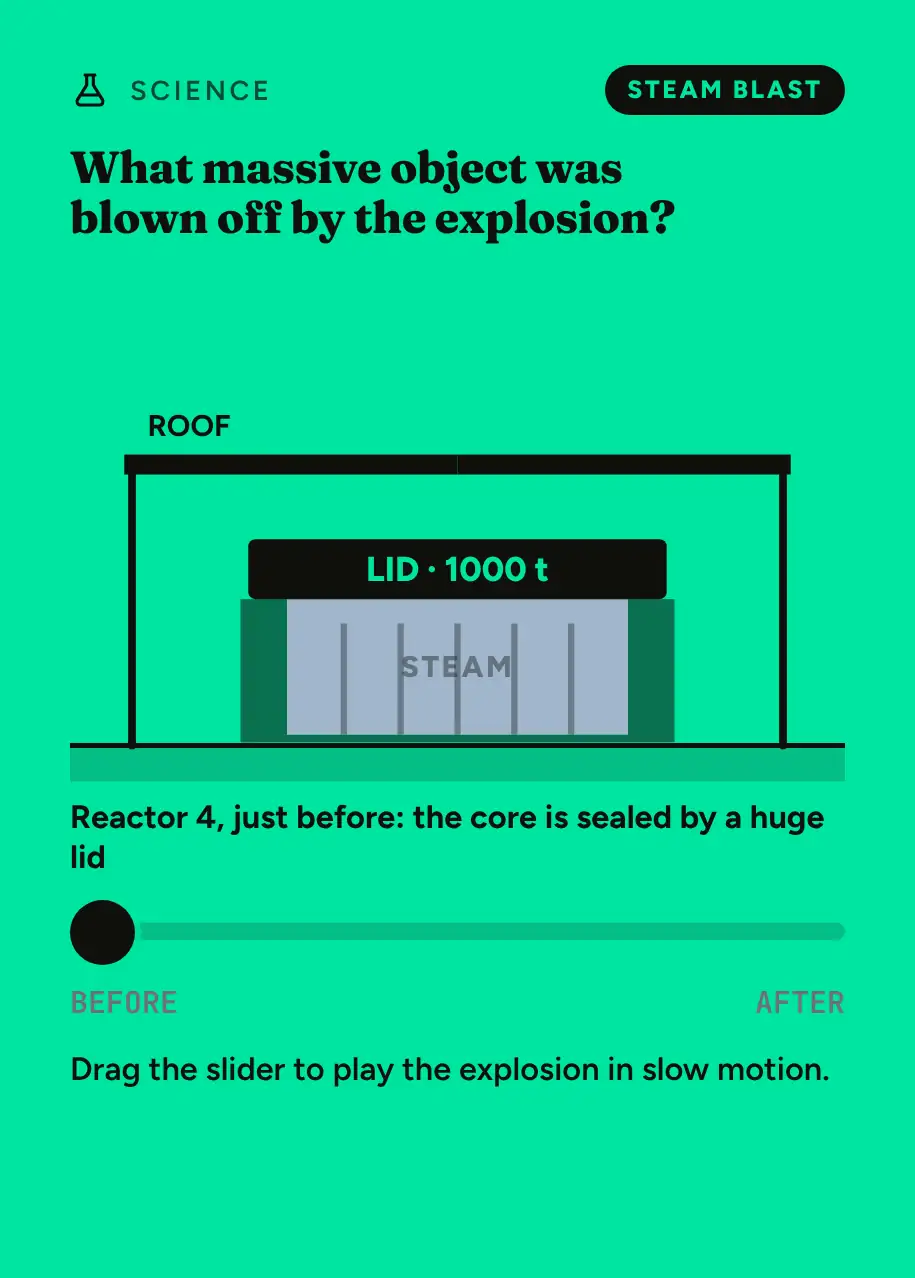 SCIENCE
STEAM BLAST
What massive object was
blown off by the explosion?
ROOF
LID · 1000 t
STEAM
Reactor 4, just before: the core is sealed by a huge
lid
BEFORE
AFTER
Drag the slider to play the explosion in slow motion.